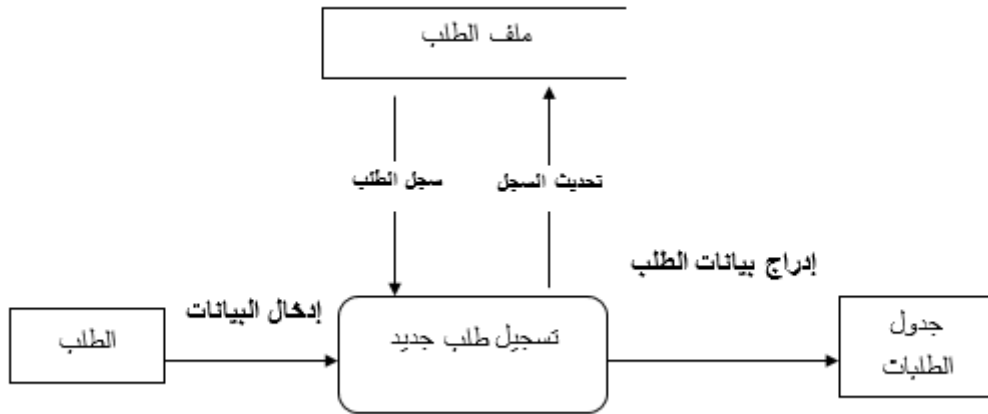 ملف الطلب
سجل الطلب
تحديث السجل
إدراج بيانات الطلب
إدخال البيانات
الطلب
تسجيل طلب جديد
جدول
الطلبات